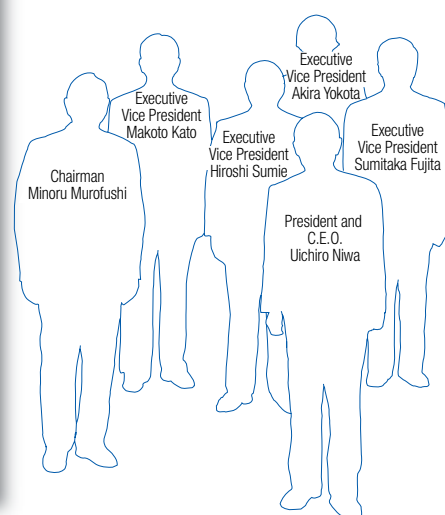 Executive
Vice President
Akira Yokota
Executive
Vice President
Makoto Kato
Executive
Vice President
Hiroshi Sumie
Executive
Vice President
Sumitaka Fujita
Chairman
Minoru Murofushi
President and
C.E.O.
Uichiro Niwa